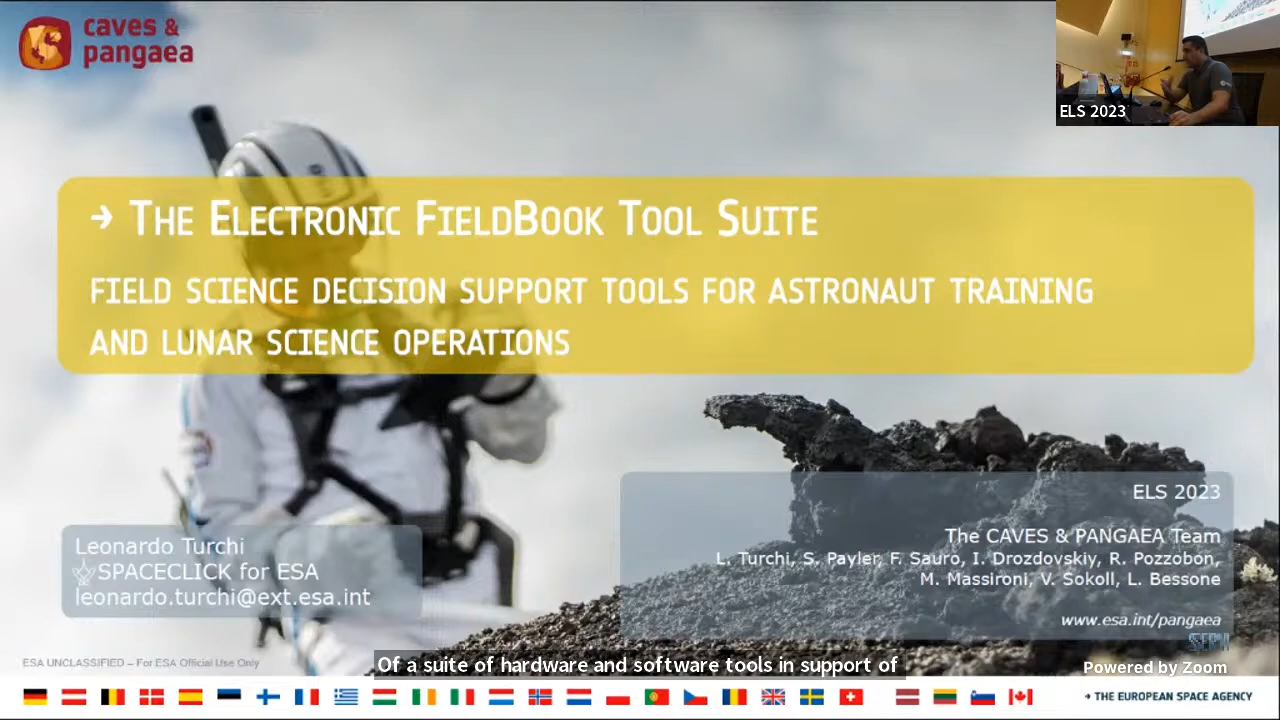 caves &
pangaea
ELS 2023
→ THE ELECTRONIC FIELDBOOK TOOL SUITE
FIELD SCIENCE DECISION SUPPORT TOOLS FOR ASTRONAUT TRAINING
AND LUNAR SCIENCE OPERATIONS
Leonardo Turchi
SPACECLICK for ESA
leonardo.turchi@ext.esa.int
ELS 2023
The CAVES & PANGAEA Team
L. Turchi, S. Payler, F. Sauro, I. Drozdovskiy, R. Pozzobon,
M. Massironi, V. Sokoll, L. Bessone
www.esa.int/pangaea
ESA UNCLASSIFIED – For ESA Official Use Only
Of a suite of hardware and software tools in support of
Powered by Zoom
→ THE EUROPEAN SPACE AGENCY